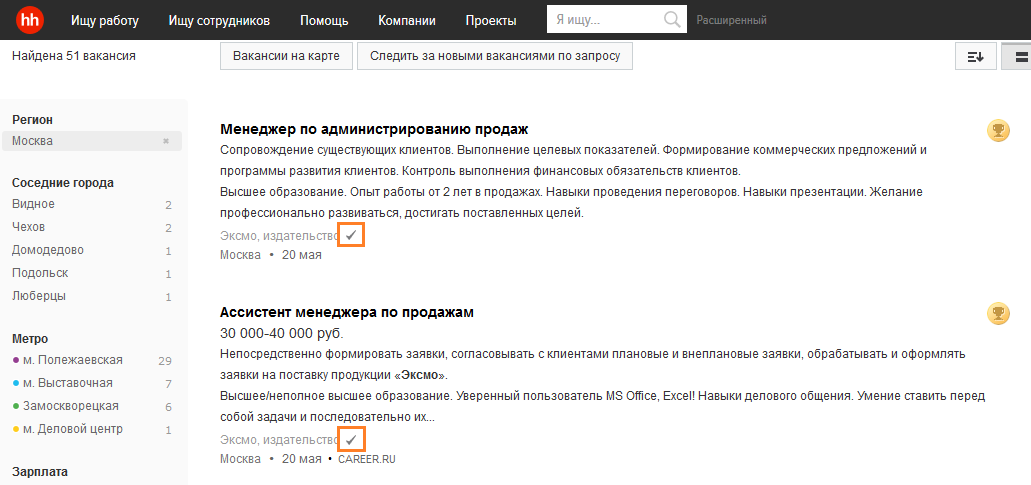 hh Ищу работу Ищу сотрудников Помощь Компании Проекты Я ищу... Расширенный
Найдена 51 вакансия Вакансии на карте Следить за новыми вакансиями по запросу
Регион
Москва
Соседние города
Видное 2
Чехов 2
Домодедово 1
Подольск 1
Люберцы 1
Метро
м. Полежаевская 29
м. Выставочная 7
Замоскворецкая 6
м. Деловой центр 1
Зарплата
Менеджер по администрированию продаж
Сопровождение существующих клиентов. Выполнение целевых показателей. Формирование коммерческих предложений и
программы развития клиентов. Контроль выполнения финансовых обязательств клиентов.
Высшее образование. Опыт работы от 2 лет в продажах. Навыки проведения переговоров. Навыки презентации. Желание
профессионально развиваться, достигать поставленных целей.
Эксмо, издательство
Москва • 20 мая
Ассистент менеджера по продажам
30 000-40 000 руб.
Непосредственно формировать заявки, согласовывать с клиентами плановые и внеплановые заявки, обрабатывать и оформлять
заявки на поставку продукции «Эксмо».
Высшее/неполное высшее образование. Уверенный пользователь MS Office, Excel! Навыки делового общения. Умение ставить перед
собой задачи и последовательно их...
Эксмо, издательство
Москва • 20 мая • CAREER.RU